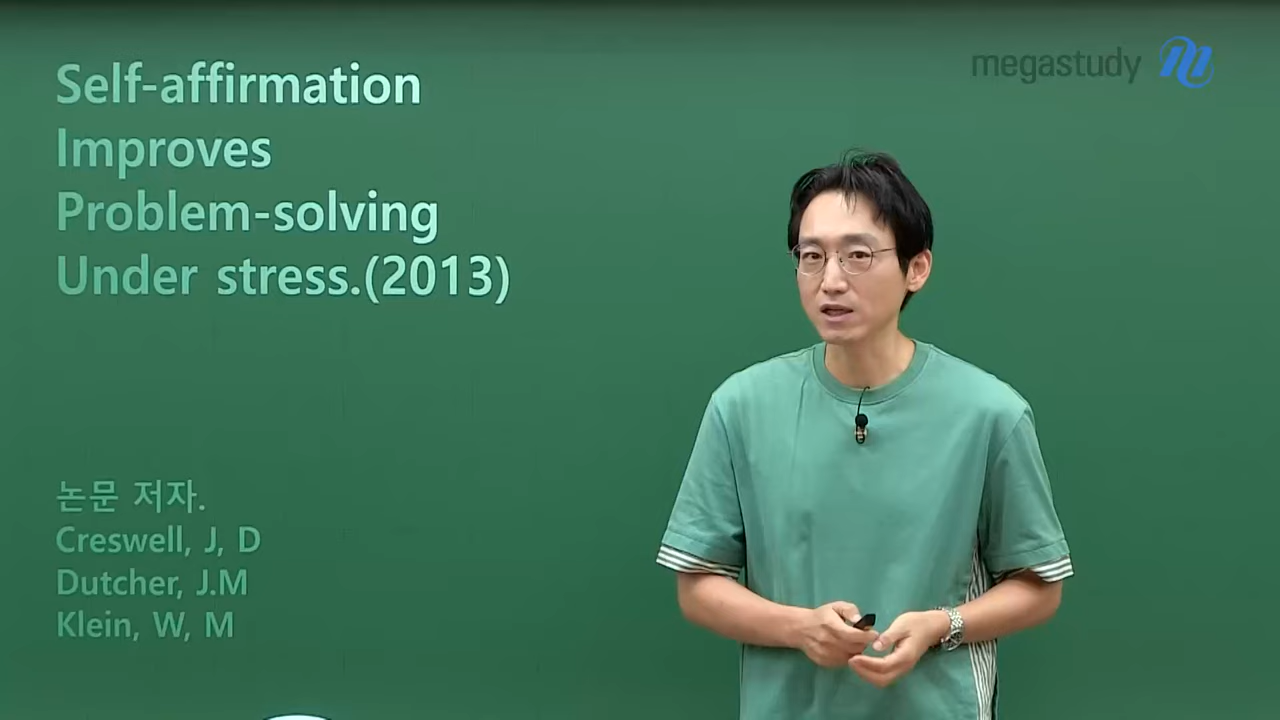 megastudy
Self-affirmation
Improves
Problem-solving
Under stress.(2013)
논문 저자.
Creswell, J, D
Dutcher, J.M
Klein, W, M